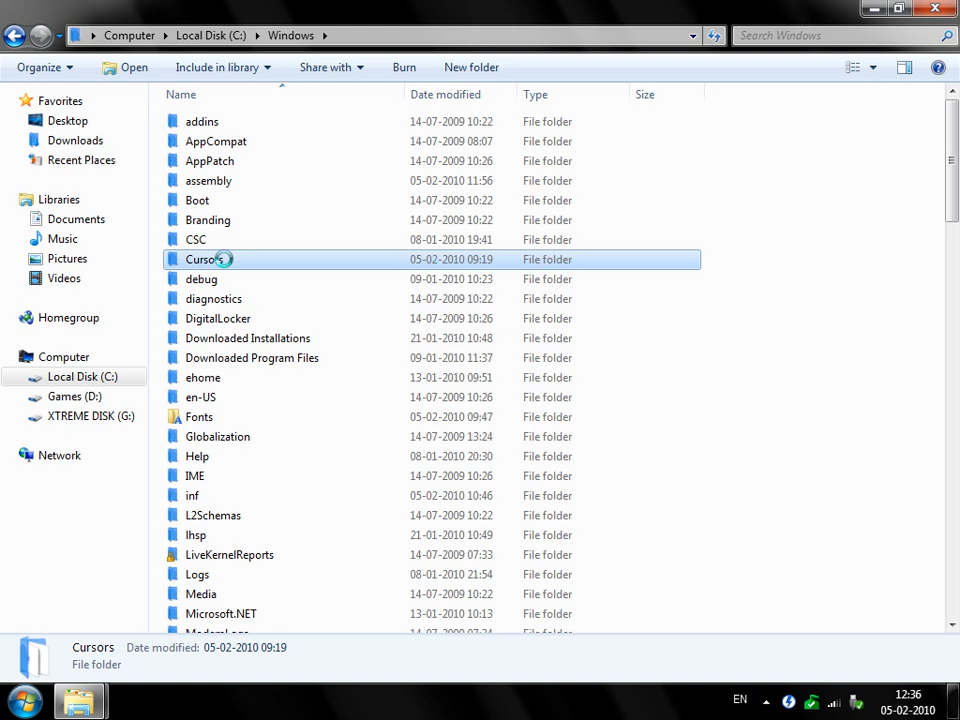 Computer Local Disk (C:) Windows Search Windows
Organize Open Include in library Share with Burn New folder
Name Date modified Type Size
Favorites
Desktop
Downloads
Recent Places
Libraries
Documents
Music
Pictures
Videos
Homegroup
Computer
Local Disk (C:)
Games (D:)
XTREME DISK (G:)
Network
addins 14-07-2009 10:22 File folder
AppCompat 14-07-2009 08:07 File folder
AppPatch 14-07-2009 10:26 File folder
assembly 05-02-2010 11:56 File folder
Boot 14-07-2009 10:22 File folder
Branding 14-07-2009 10:22 File folder
CSC 08-01-2010 19:41 File folder
Cursors 05-02-2010 09:19 File folder
debug 09-01-2010 10:23 File folder
diagnostics 14-07-2009 10:22 File folder
DigitalLocker 14-07-2009 10:26 File folder
Downloaded Installations 21-01-2010 10:48 File folder
Downloaded Program Files 09-01-2010 11:37 File folder
ehome 13-01-2010 09:51 File folder
en-US 14-07-2009 10:26 File folder
Fonts 05-02-2010 09:47 File folder
Globalization 14-07-2009 13:24 File folder
Help 08-01-2010 20:30 File folder
IME 14-07-2009 10:26 File folder
inf 05-02-2010 10:46 File folder
L2Schemas 14-07-2009 10:22 File folder
lhsp 21-01-2010 10:49 File folder
LiveKernelReports 14-07-2009 07:33 File folder
Logs 08-01-2010 21:54 File folder
Media 14-07-2009 10:22 File folder
Microsoft.NET 13-01-2010 10:13 File folder
Cursors Date modified: 05-02-2010 09:19
File folder
EN 12:36
05-02-2010